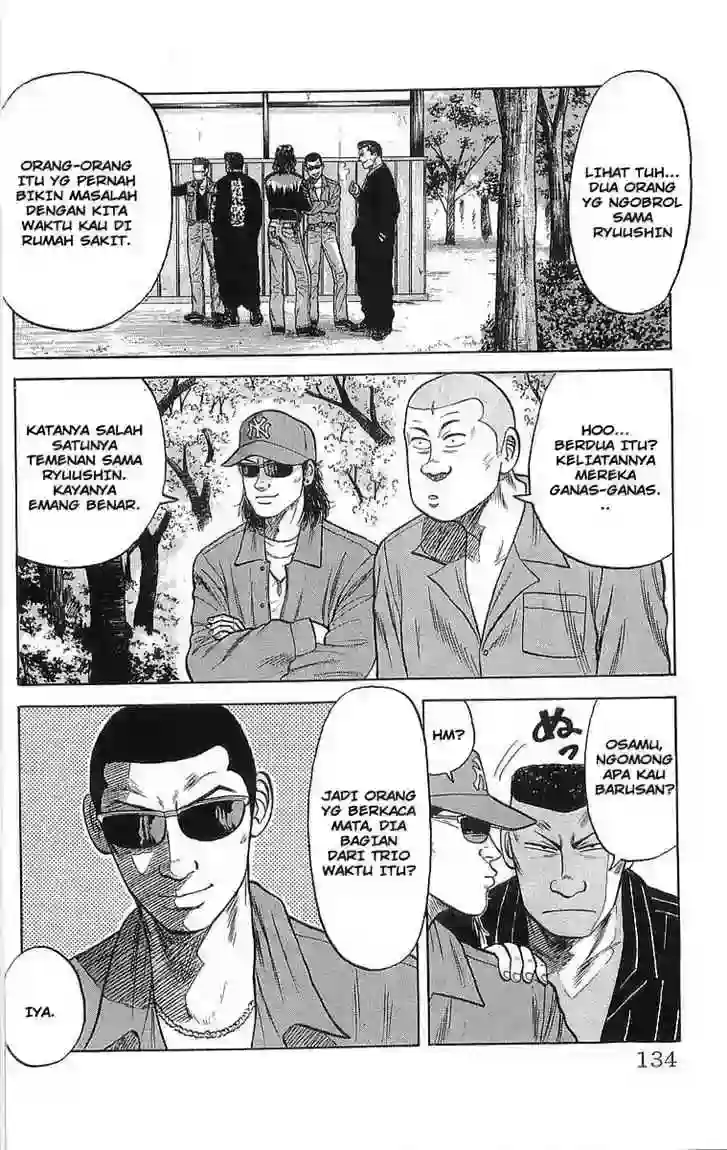 LIHAT TUH...
DUA ORANG
YG NGOBROL
SAMA
RYUUSHIN
ORANG-ORANG
ITU YG PERNAH
BIKIN MASALAH
DENGAN KITA
WAKTU KAU DI
RUMAH SAKIT.
HOO...
BERDUA ITU?
KELIATANNYA
MEREKA
GANAS-GANAS.
..
KATANYA SALAH
SATUNYA
TEMENAN SAMA
RYUUSHIN.
KAYANYA
EMANG BENAR.
NY
OSAMU,
NGOMONG
APA KAU
BARUSAN?
ぬっ
HM?
JADI ORANG
YG BERKACA
MATA, DIA
BAGIAN
DARI TRIO
WAKTU ITU?
IYA.
134